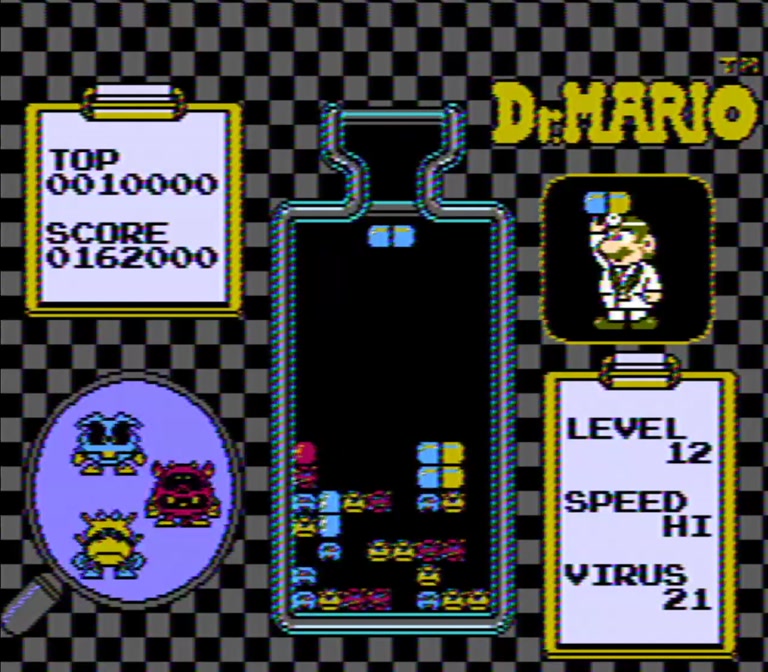 TM
Dr. MARIO
TOP
0010000
SCORE
0162000
LEVEL
12
SPEED
HI
VIRUS
21